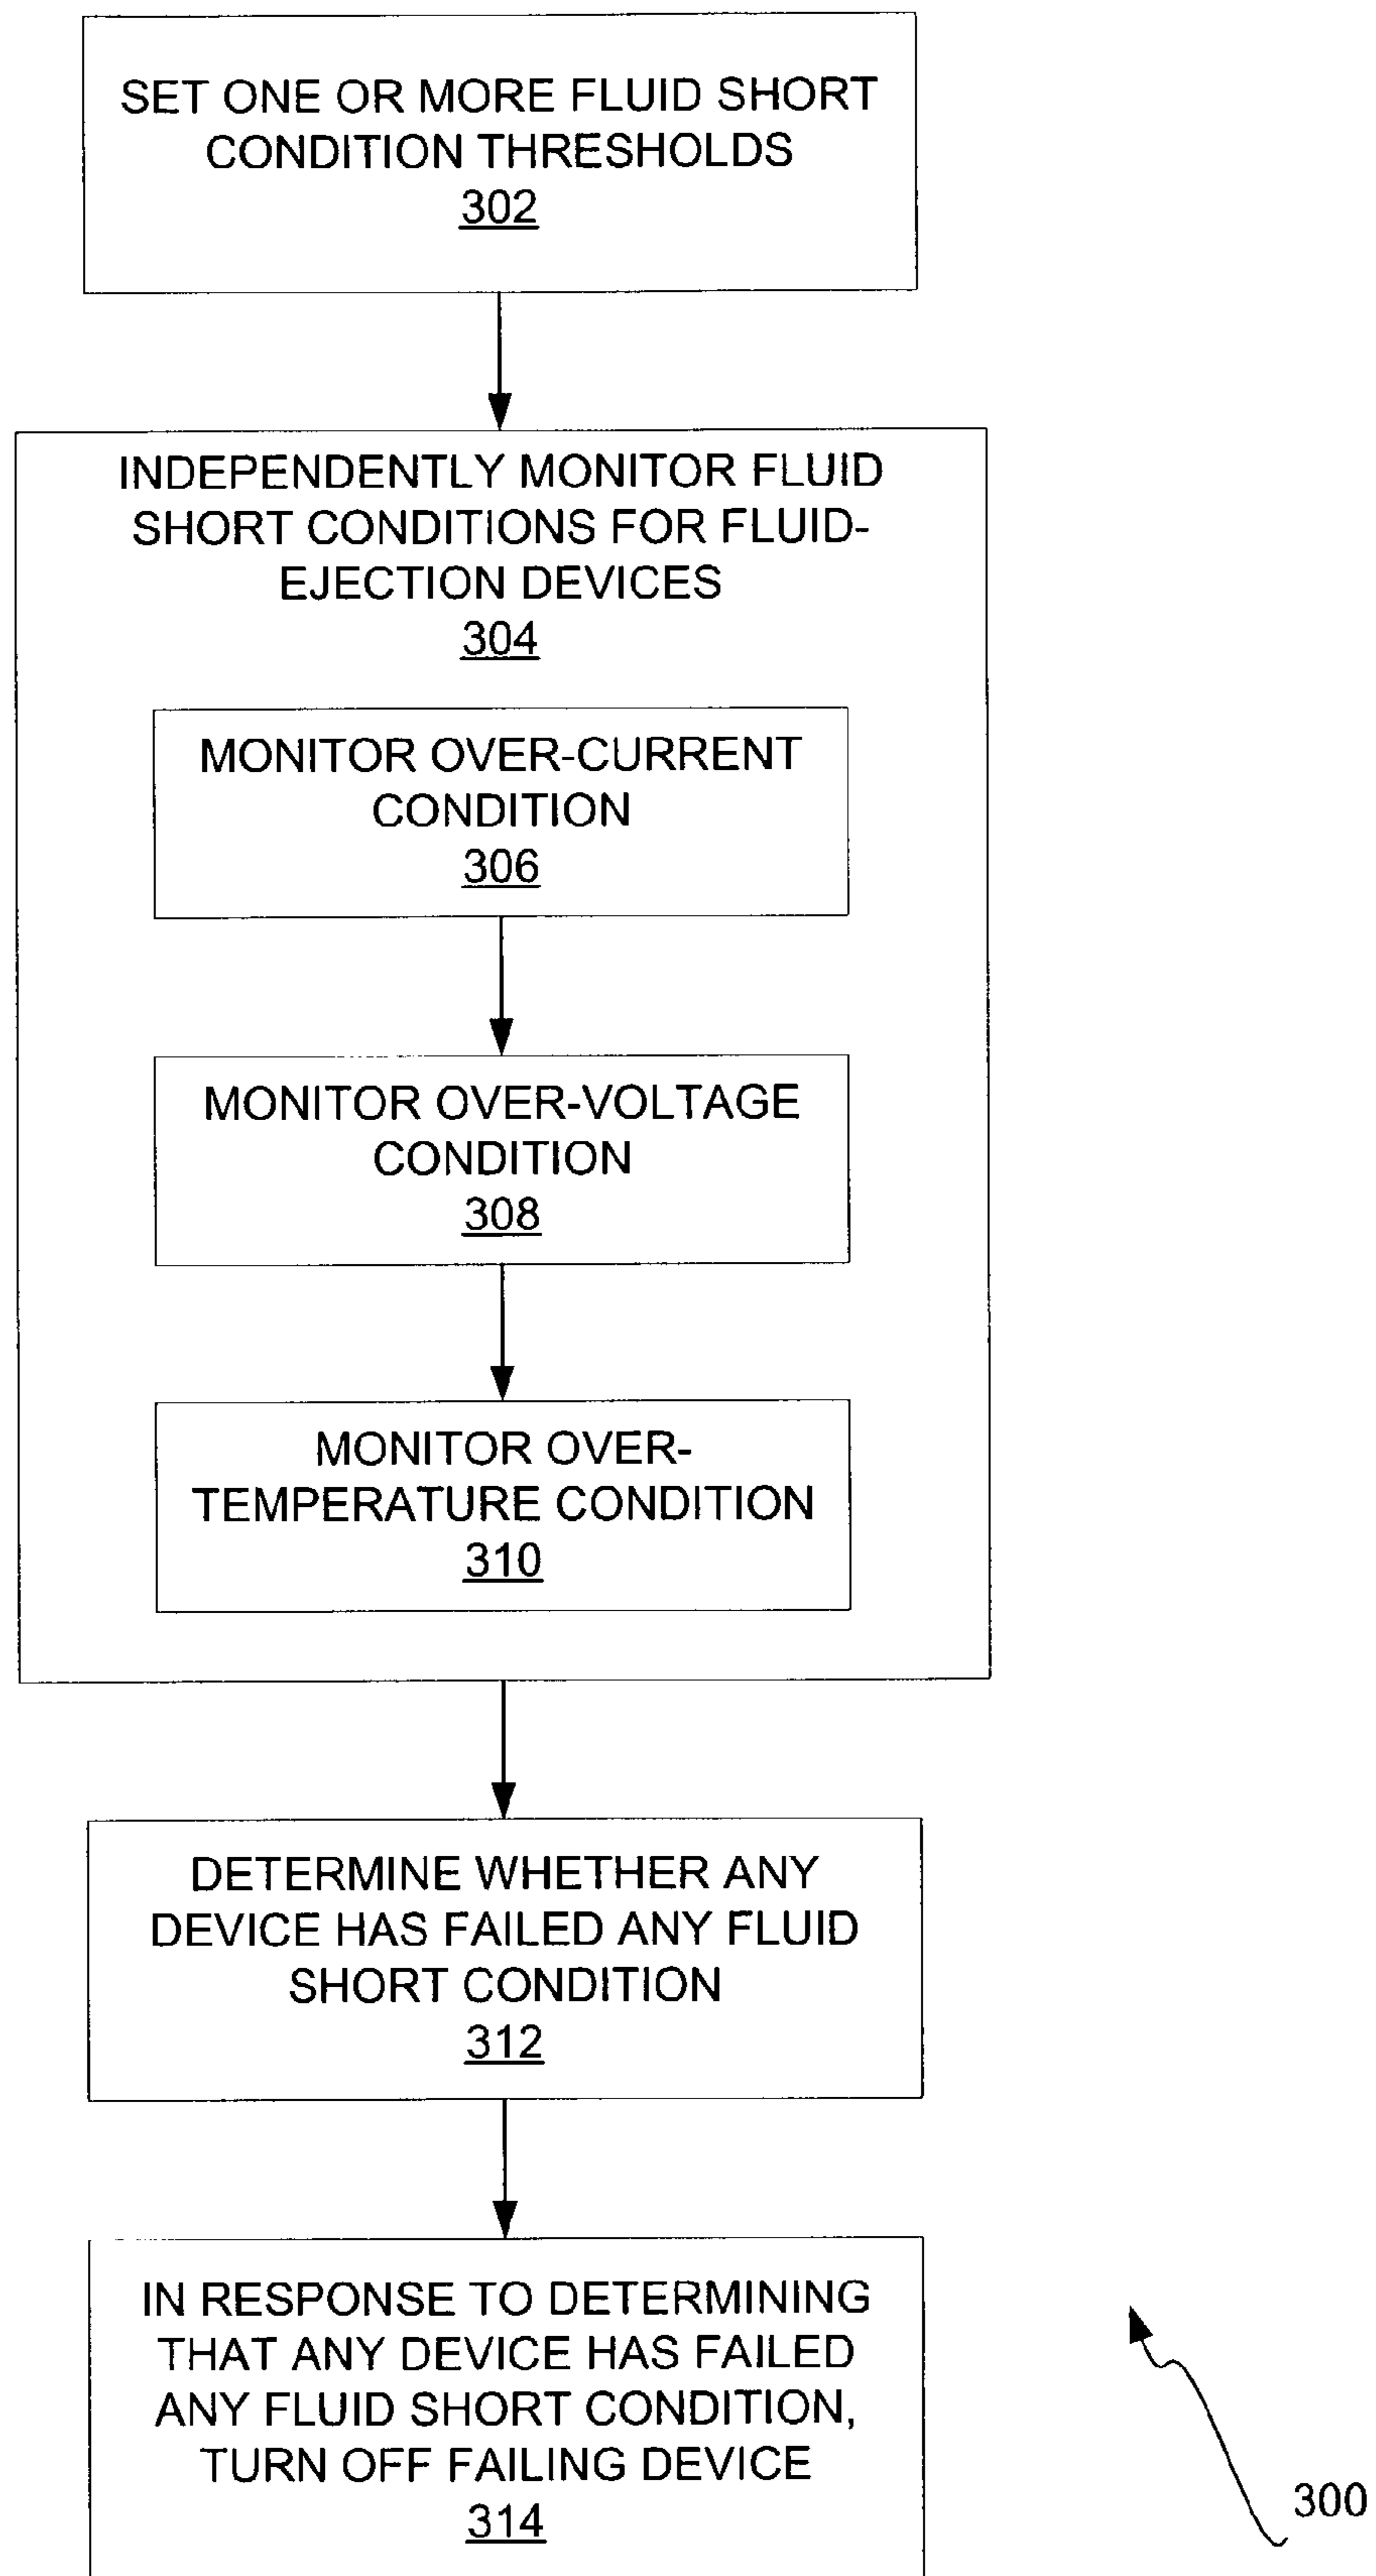 SET ONE OR MORE FLUID SHORT
CONDITION THRESHOLDS
302
INDEPENDENTLY MONITOR FLUID
SHORT CONDITIONS FOR FLUID-
EJECTION DEVICES
304
MONITOR OVER-CURRENT
CONDITION
306
MONITOR OVER-VOLTAGE
CONDITION
308
MONITOR OVER-
TEMPERATURE CONDITION
310
DETERMINE WHETHER ANY
DEVICE HAS FAILED ANY FLUID
SHORT CONDITION
312
IN RESPONSE TO DETERMINING
THAT ANY DEVICE HAS FAILED
ANY FLUID SHORT CONDITION,
TURN OFF FAILING DEVICE
314
300